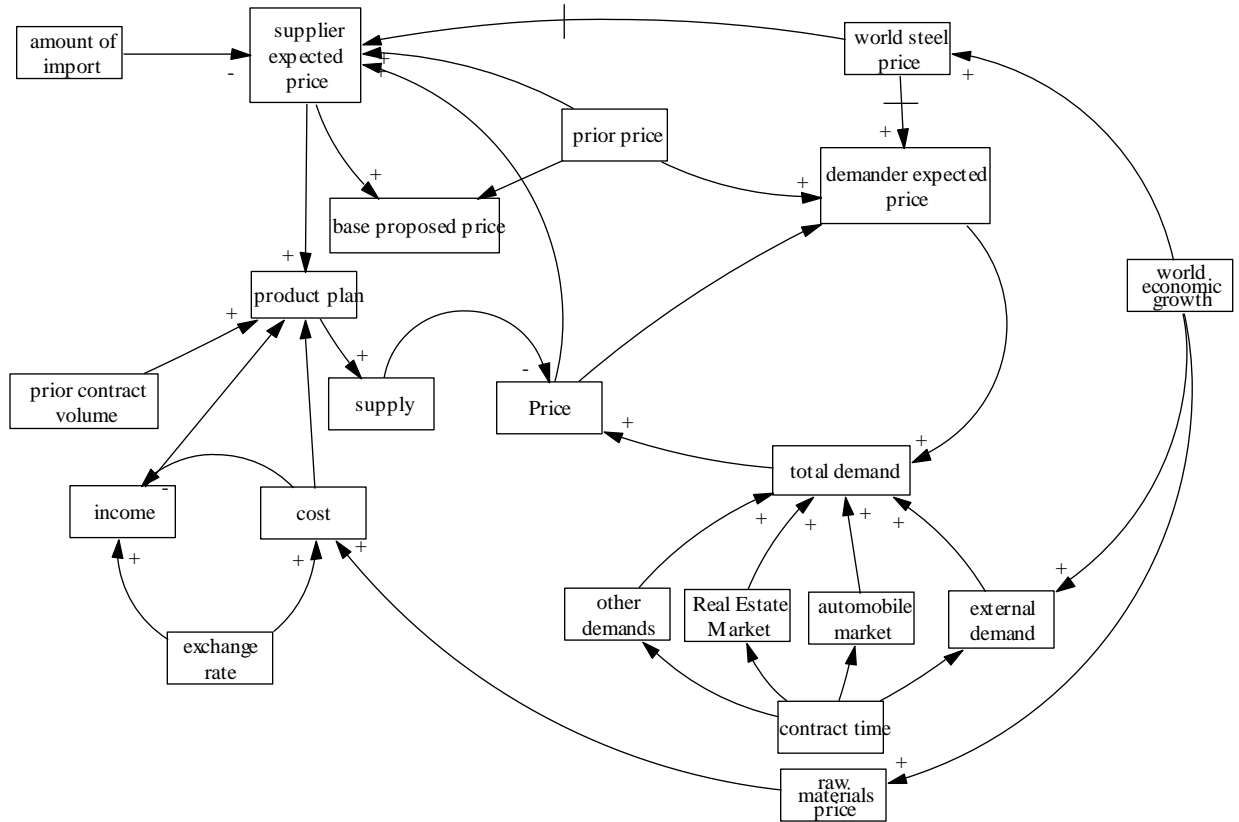 amount of
import
-
supplier
expected
price
+
+
world steel
price
+
prior price
+
+
demander expected
price
+
+
base proposed price
world
economic
growth
+
product plan
+
prior contract
volume
+
supply
-
Price
+
+
total demand
-
income
cost
+
+
+
+
+
+
+
+
other
demands
Real Estate
Market
automobile
market
external
demand
exchange
rate
contract time
+
raw
materials
price